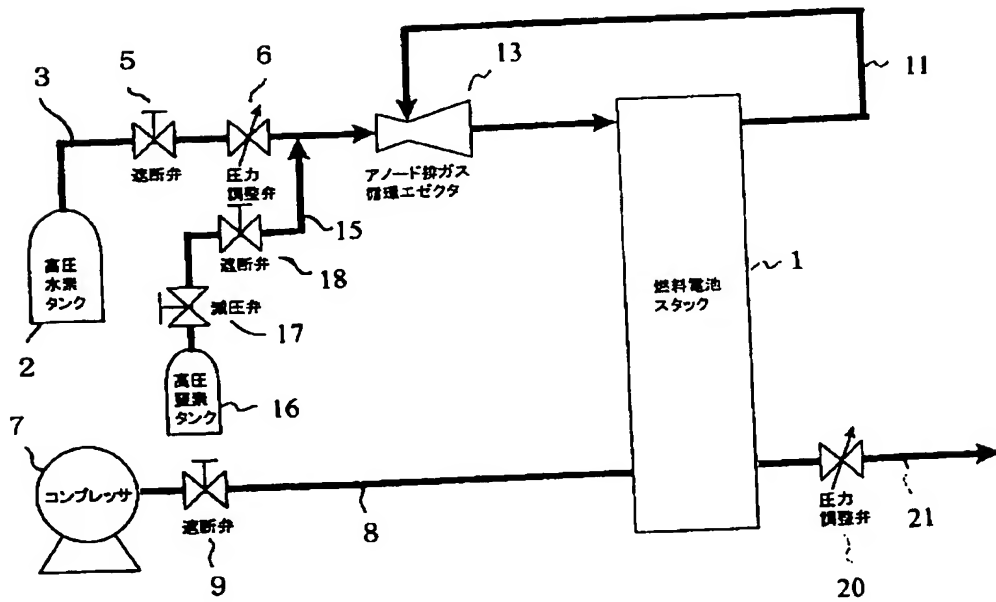 3
5
6
13
11
遮断弁
圧力
調整弁
アノード排ガス
循環エゼクタ
15
遮断弁
18
高圧
水素
タンク
減圧弁
17
2
高圧
窒素
タンク
16
燃料電池
スタック
1
7
コンプレッサ
遮断弁
9
8
圧力
調整弁
20
21